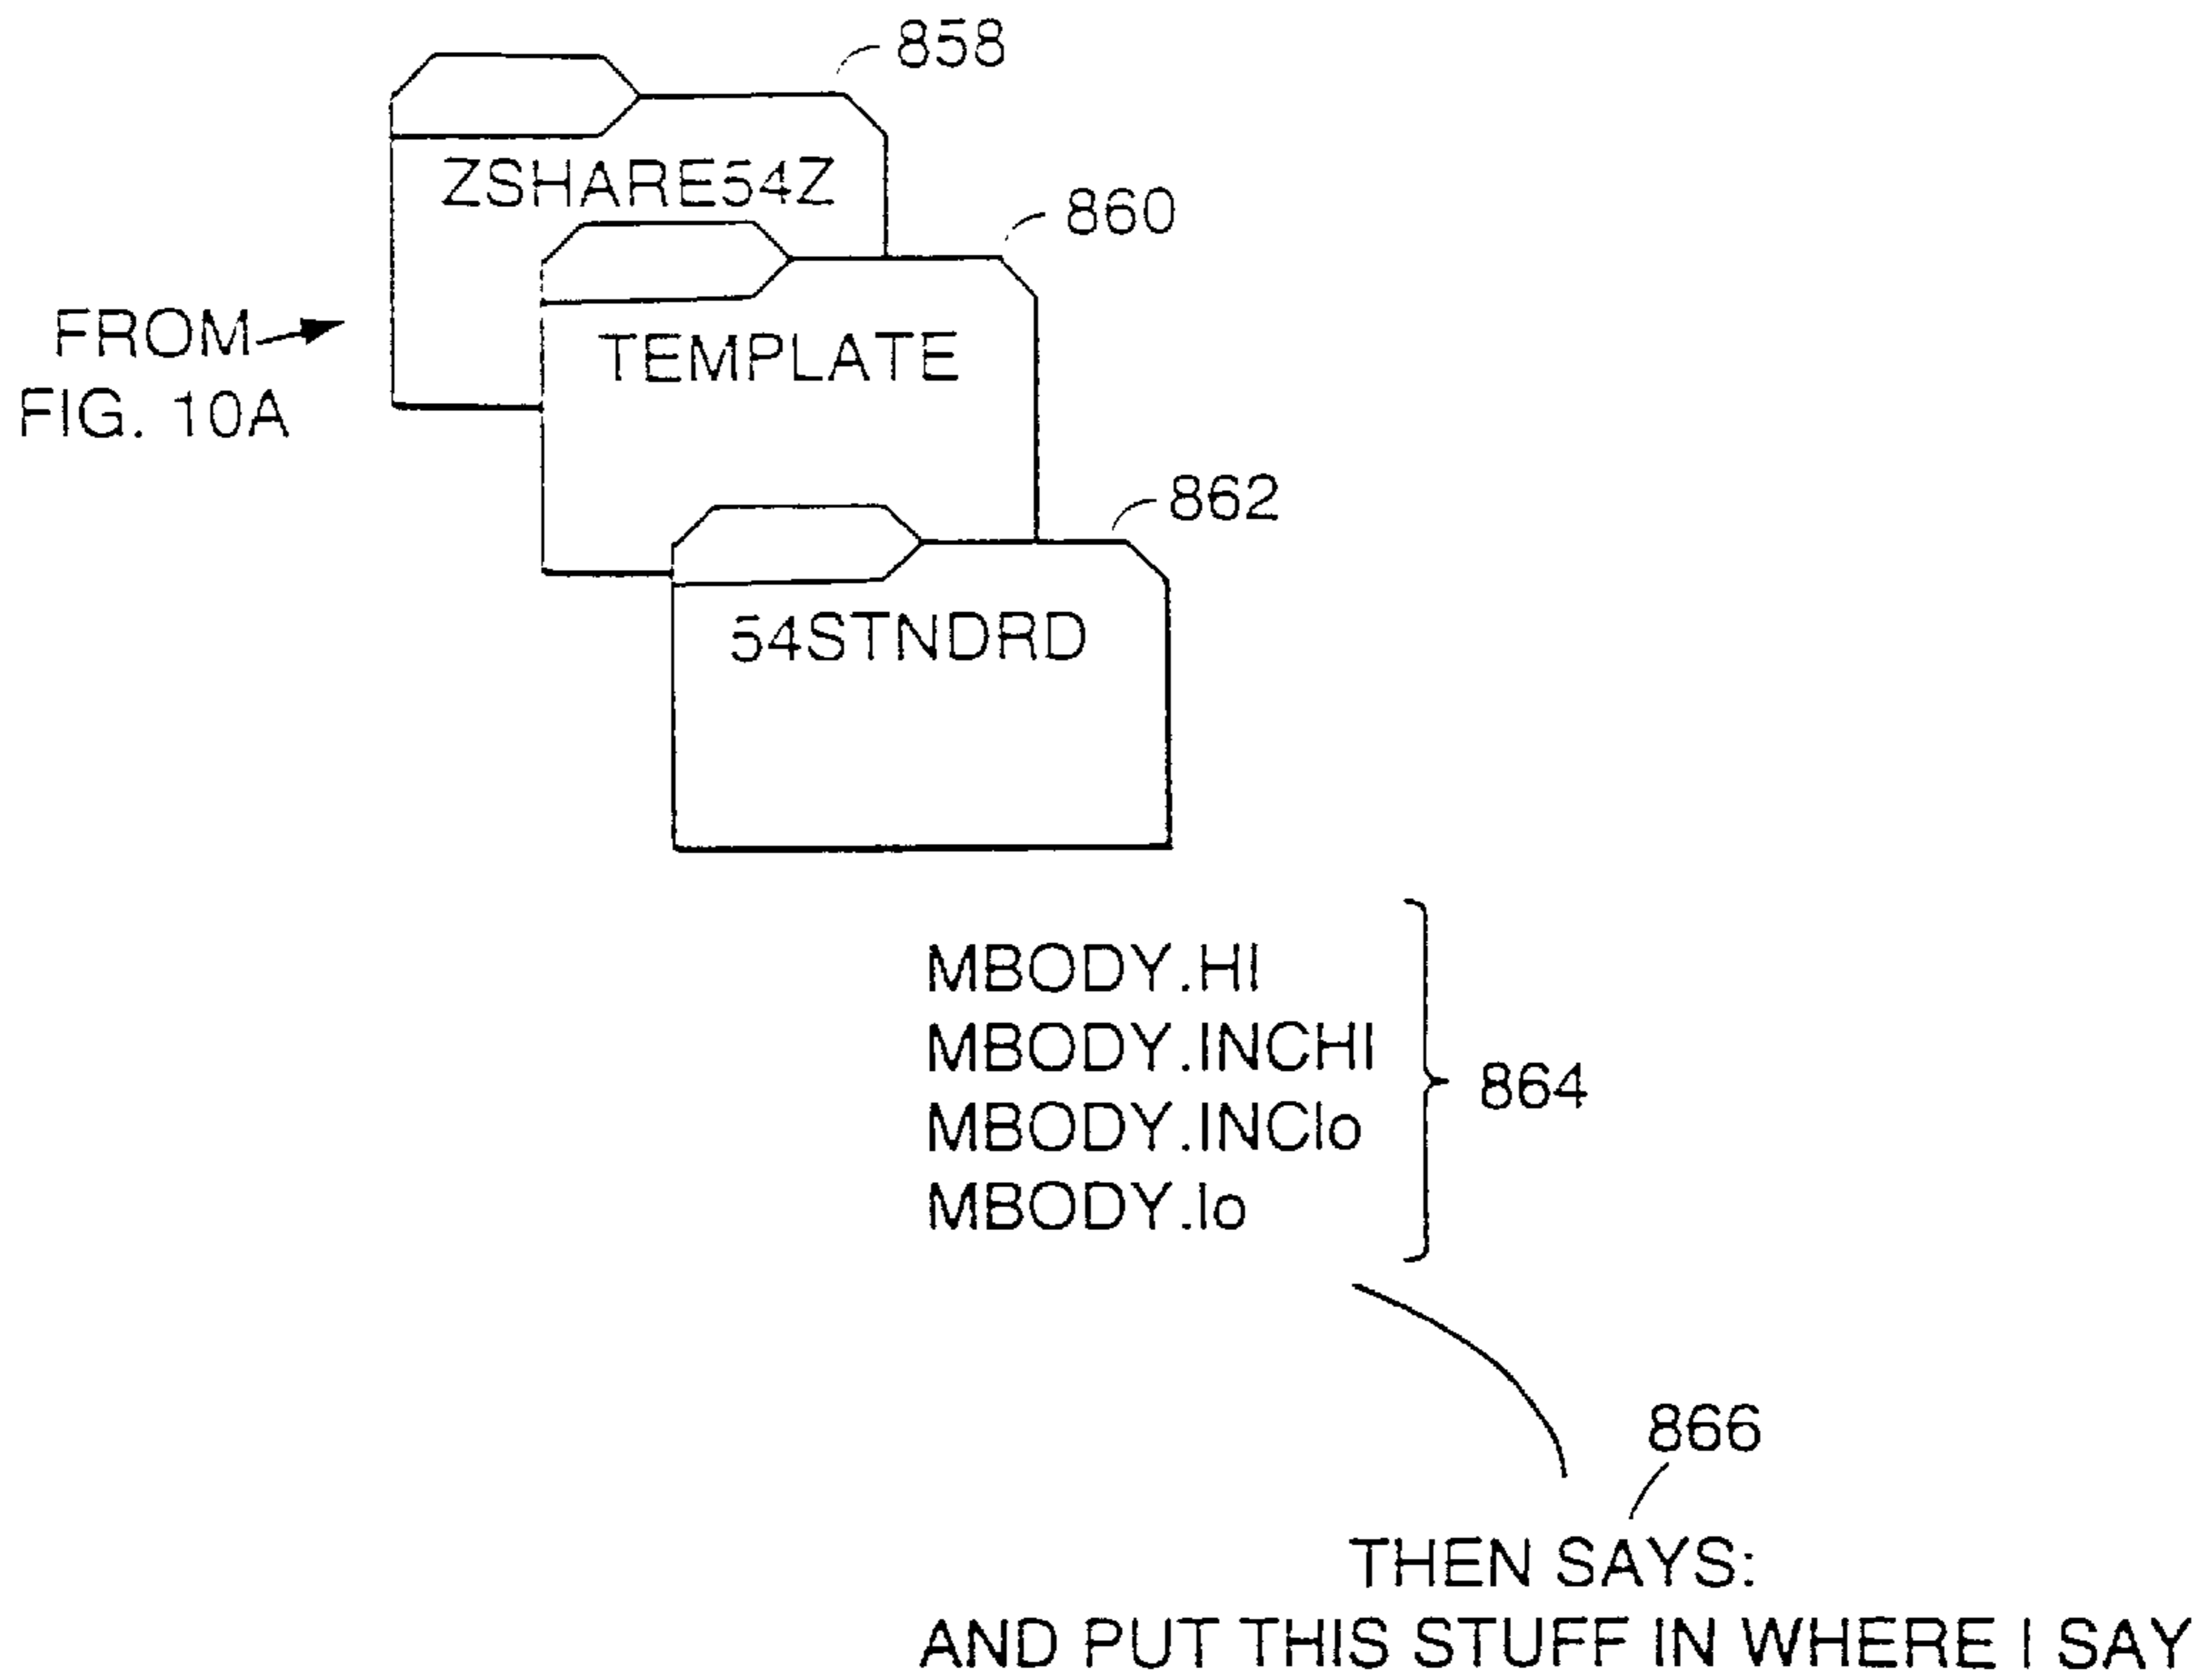 858
ZSHARE54Z
860
FROM
TEMPLATE
FIG. 10A
862
54STNDRD
MBODY.HI
MBODY.INCHI
864
MBODY.INClo
MBODY.lo
866
THEN SAYS:
AND PUT THIS STUFF IN WHERE I SAY